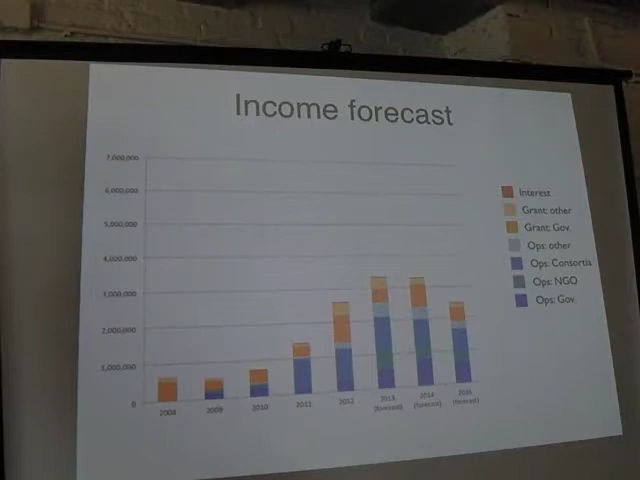 Income forecast
7,000,000
6,000,000
5,000,000
4,000,000
3,000,000
2,000,000
1,000,000
0
2008
2009
2010
2011
2012
2013
(forecast)
2014
(forecast)
2015
(forecast)
Interest
Grant: other
Grant: Gov.
Ops: other
Ops: Consortia
Ops: NGO
Ops: Gov.